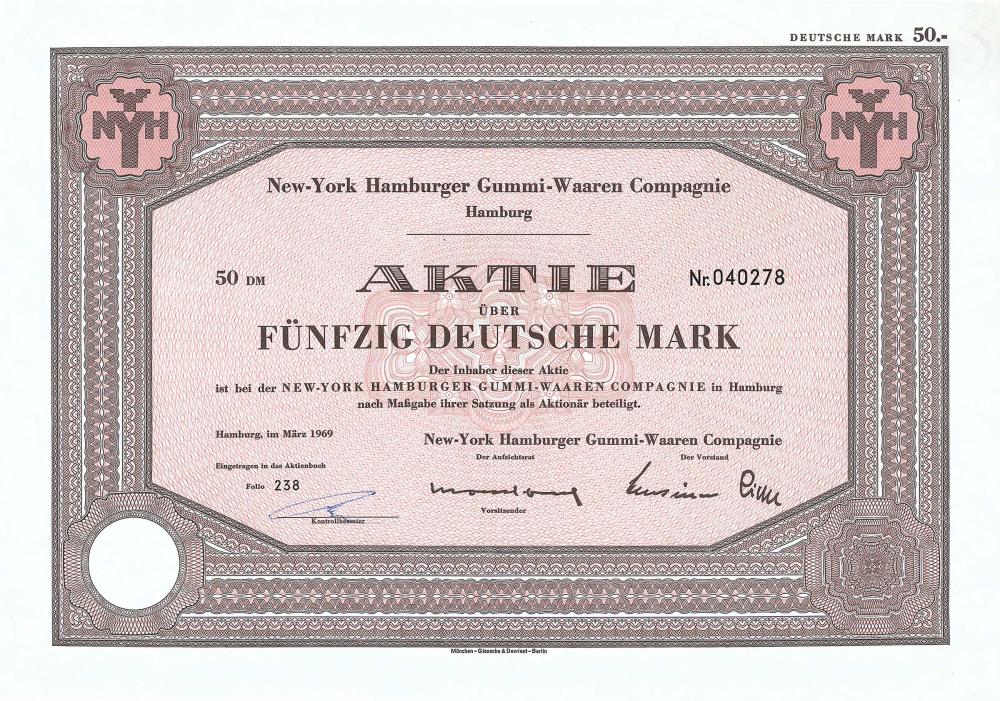 DEUTSCHE MARK 50.-
NYH NYH
New-York Hamburger Gummi-Waaren Compagnie
Hamburg
50 DM AKTIE Nr. 040278
ÜBER
FÜNFZIG DEUTSCHE MARK
Der Inhaber dieser Aktie
ist bei der NEW-YORK HAMBURGER GUMMI-WAAREN COMPAGNIE in Hamburg
nach Maßgabe ihrer Satzung als Aktionär beteiligt.
Hamburg, im März 1969
New-York Hamburger Gummi-Waaren Compagnie
Der Aufsichtsrat Der Vorstand
Eingetragen in das Aktienbuch
Folio 238
Vorsitzender
Kontrollbeamter
München – Giesecke & Devrient – Berlin